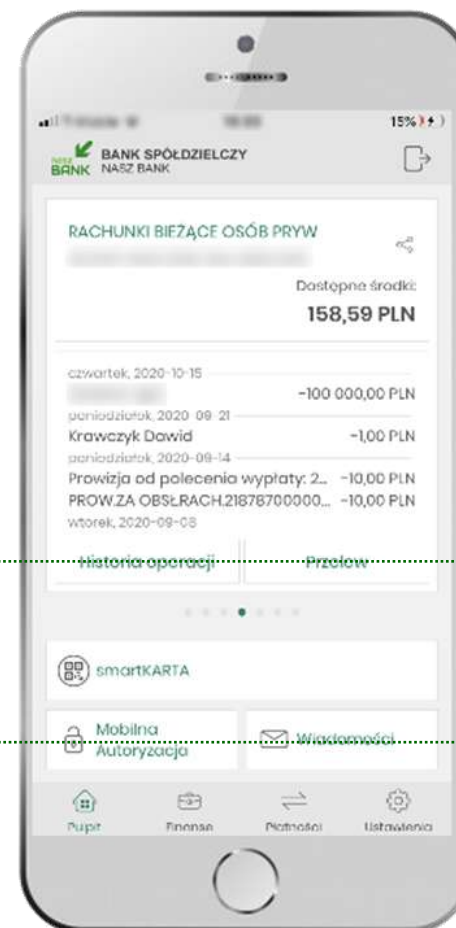 15%
NASZ BANK
BANK SPÓŁDZIELCZY
NASZ BANK
RACHUNKI BIEŻĄCE OSÓB PRYW
Dostępne środki:
158,59 PLN
czwartek, 2020-10-15
-100 000,00 PLN
poniedziałek, 2020-09-21
Krawczyk Dawid -1,00 PLN
poniedziałek, 2020-09-14
Prowizja od polecenia wypłaty: 2... -10,00 PLN
PROW.ZA OBSŁ.RACH.21878700000... -10,00 PLN
wtorek, 2020-09-08
Historia operacji Przelew
smartKARTA
Mobilna
Autoryzacja
Wiadomości
Pulpit Finanse Płatności Ustawienia